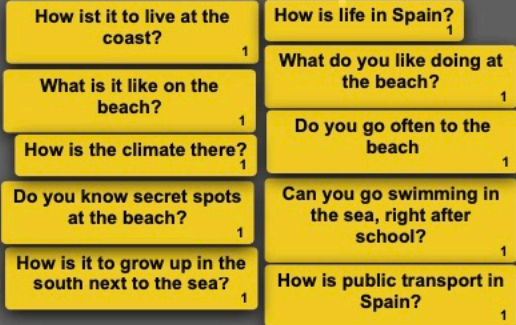 How ist it to live at the
coast?
1
What is it like on the
beach?
1
How is the climate there?
1
Do you know secret spots
at the beach?
1
How is it to grow up in the
south next to the sea?
1
How is life in Spain?
1
What do you like doing at
the beach?
1
Do you go often to the
beach
1
Can you go swimming in
the sea, right after
school?
1
How is public transport in
Spain?
1